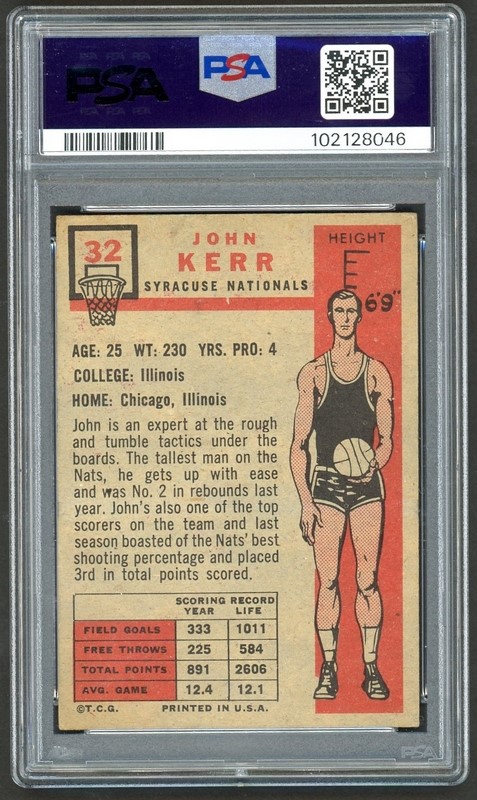 PSA
PSA
102128046
32
JOHN
KERR
SYRACUSE NATIONALS
HEIGHT
6'9"
AGE: 25 WT: 230 YRS. PRO: 4
COLLEGE: Illinois
HOME: Chicago, Illinois
John is an expert at the rough
and tumble tactics under the
boards. The tallest man on the
Nats, he gets up with ease
and was No. 2 in rebounds last
year. John's also one of the top
scorers on the team and last
season boasted of the Nats' best
shooting percentage and placed
3rd in total points scored.
SCORING RECORD
YEAR LIFE
FIELD GOALS 333 1011
FREE THROWS 225 584
TOTAL POINTS 891 2606
AVG. GAME 12.4 12.1
©T.C.G. PRINTED IN U.S.A.
PSA